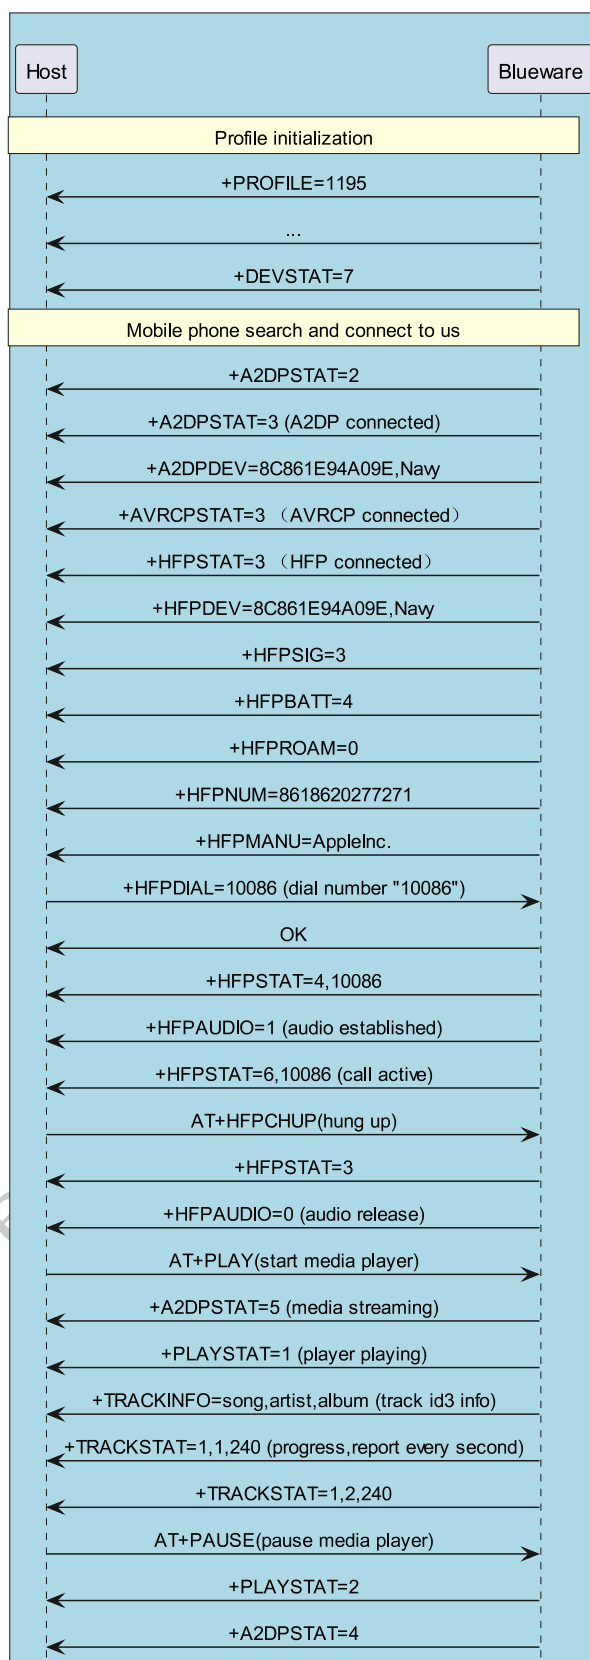 Host
Blueware
Profile initialization
+PROFILE=1195
...
+DEVSTAT=7
Mobile phone search and connect to us
+A2DPSTAT=2
+A2DPSTAT=3 (A2DP connected)
+A2DPDEV=8C861E94A09E,Navy
+AVRCPSTAT=3 （AVRCP connected）
+HFPSTAT=3 （HFP connected）
+HFPDEV=8C861E94A09E,Navy
+HFPSIG=3
+HFPBATT=4
+HFPROAM=0
+HFPNUM=8618620277271
+HFPMANU=AppleInc.
+HFPDIAL=10086 (dial number "10086")
OK
+HFPSTAT=4,10086
+HFPAUDIO=1 (audio established)
+HFPSTAT=6,10086 (call active)
AT+HFPCHUP(hung up)
+HFPSTAT=3
+HFPAUDIO=0 (audio release)
AT+PLAY(start media player)
+A2DPSTAT=5 (media streaming)
+PLAYSTAT=1 (player playing)
+TRACKINFO=song,artist,album (track id3 info)
+TRACKSTAT=1,1,240 (progress,report every second)
+TRACKSTAT=1,2,240
AT+PAUSE(pause media player)
+PLAYSTAT=2
+A2DPSTAT=4